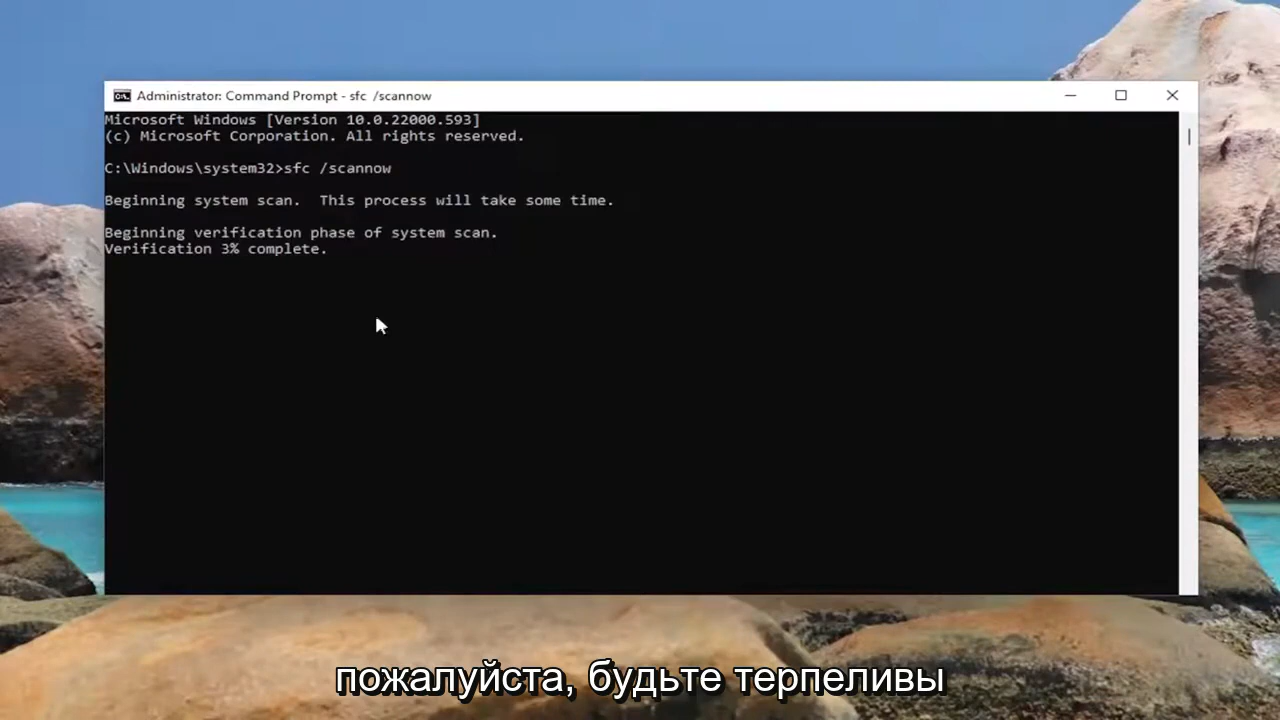 Administrator: Command Prompt - sfc  /scannow
Microsoft Windows [Version 10.0.22000.593]
(c) Microsoft Corporation. All rights reserved.
C:\Windows\system32>sfc /scannow
Beginning system scan.  This process will take some time.
Beginning verification phase of system scan.
Verification 3% complete.
пожалуйста, будьте терпеливы